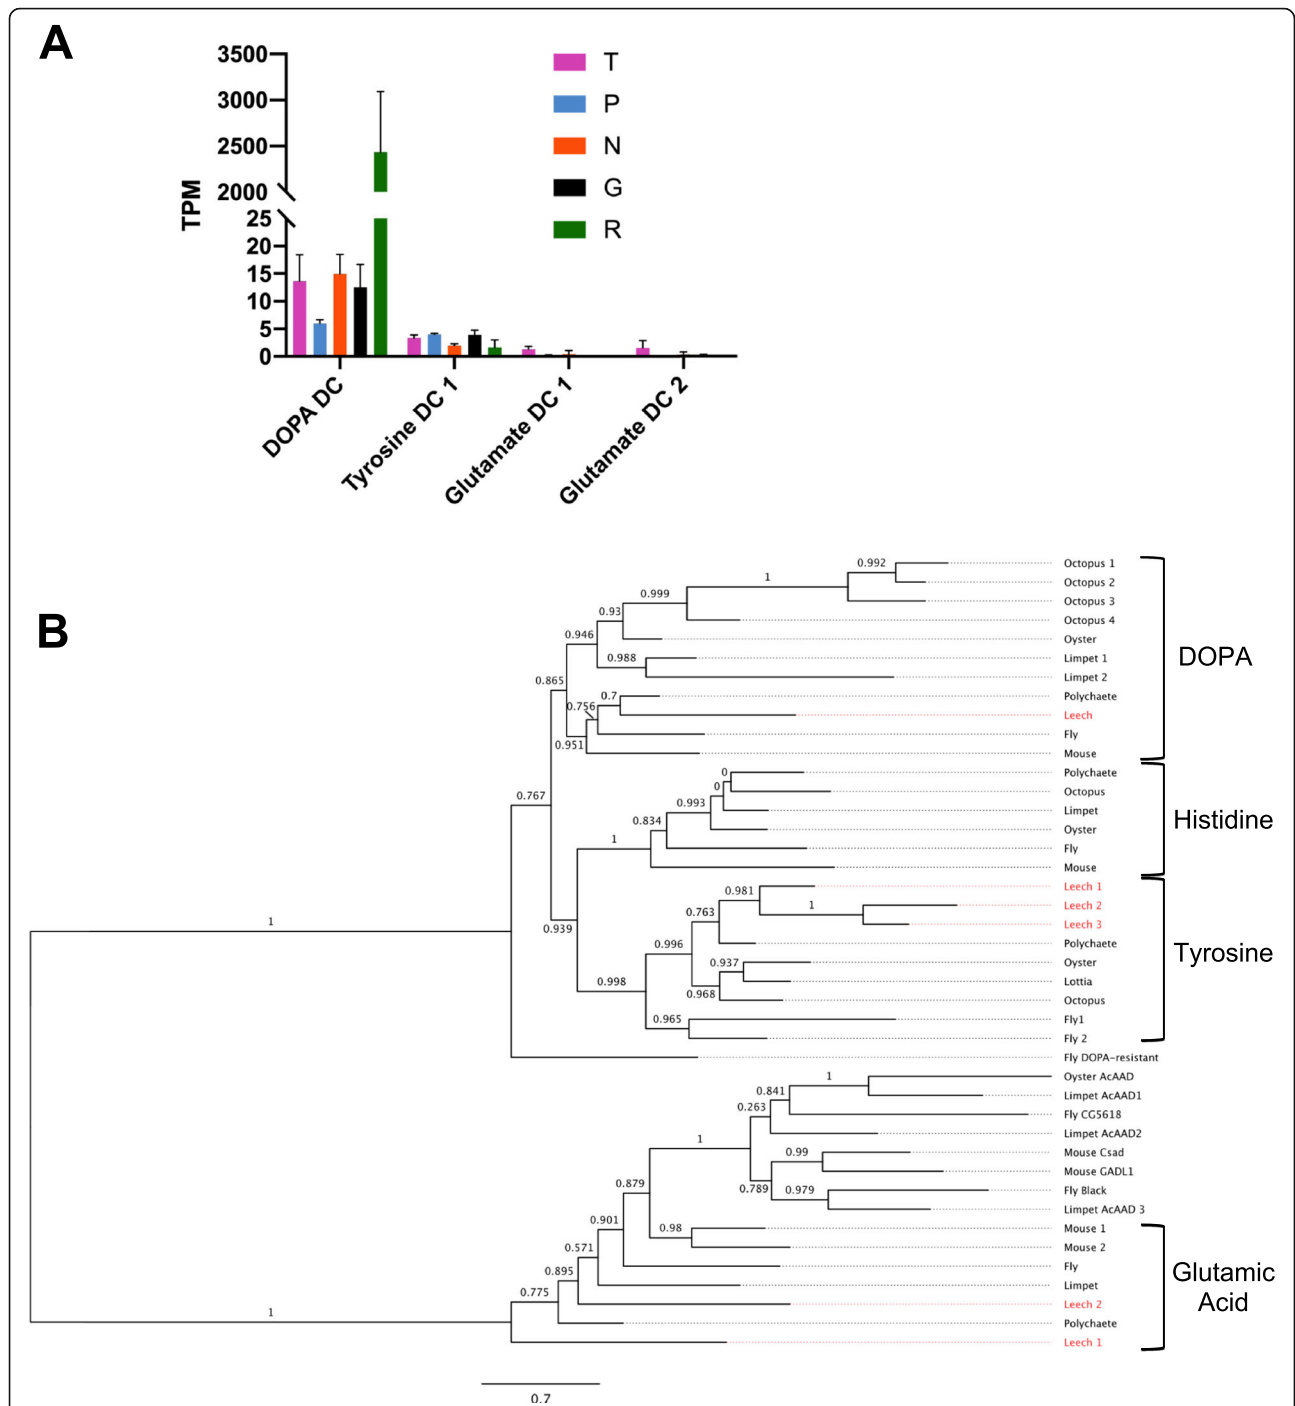 A
3500
3000
2500
2000
25
20
15
10
5
0
TPM
T
P
N
G
R
DOPA DC
Tyrosine DC 1
Glutamate DC 1
Glutamate DC 2
B
0.992
1
0.999
0.93
0.946
0.988
0.865
0.7
0.756
0.951
0.767
0
0
0.993
0.834
1
0.981
1
0.763
0.939
0.996
0.937
0.998
0.968
0.965
1
1
0.841
0.263
1
0.99
0.789
0.979
0.879
0.98
0.901
0.571
0.895
0.775
1
Octopus 1
Octopus 2
Octopus 3
Octopus 4
Oyster
Limpet 1
Limpet 2
Polychaete
Leech
Fly
Mouse
DOPA
Polychaete
Octopus
Limpet
Oyster
Fly
Mouse
Histidine
Leech 1
Leech 2
Leech 3
Polychaete
Oyster
Lottia
Octopus
Fly1
Fly 2
Tyrosine
Fly DOPA-resistant
Oyster AcAAD
Limpet AcAAD1
Fly CG5618
Limpet AcAAD2
Mouse Csad
Mouse GADL1
Fly Black
Limpet AcAAD 3
Mouse 1
Mouse 2
Fly
Limpet
Leech 2
Polychaete
Leech 1
Glutamic
Acid
0.7